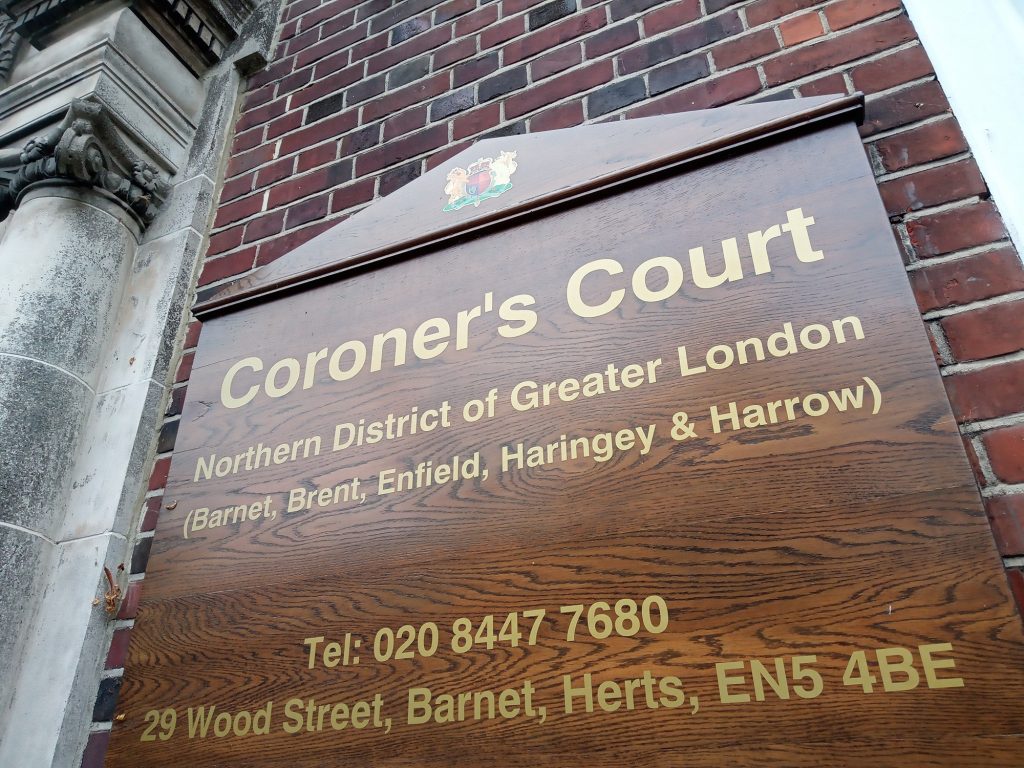 Coroner's Court
Northern District of Greater London
(Barnet, Brent, Enfield, Haringey & Harrow)
Tel: 020 8447 7680
29 Wood Street, Barnet, Herts, EN5 4BE